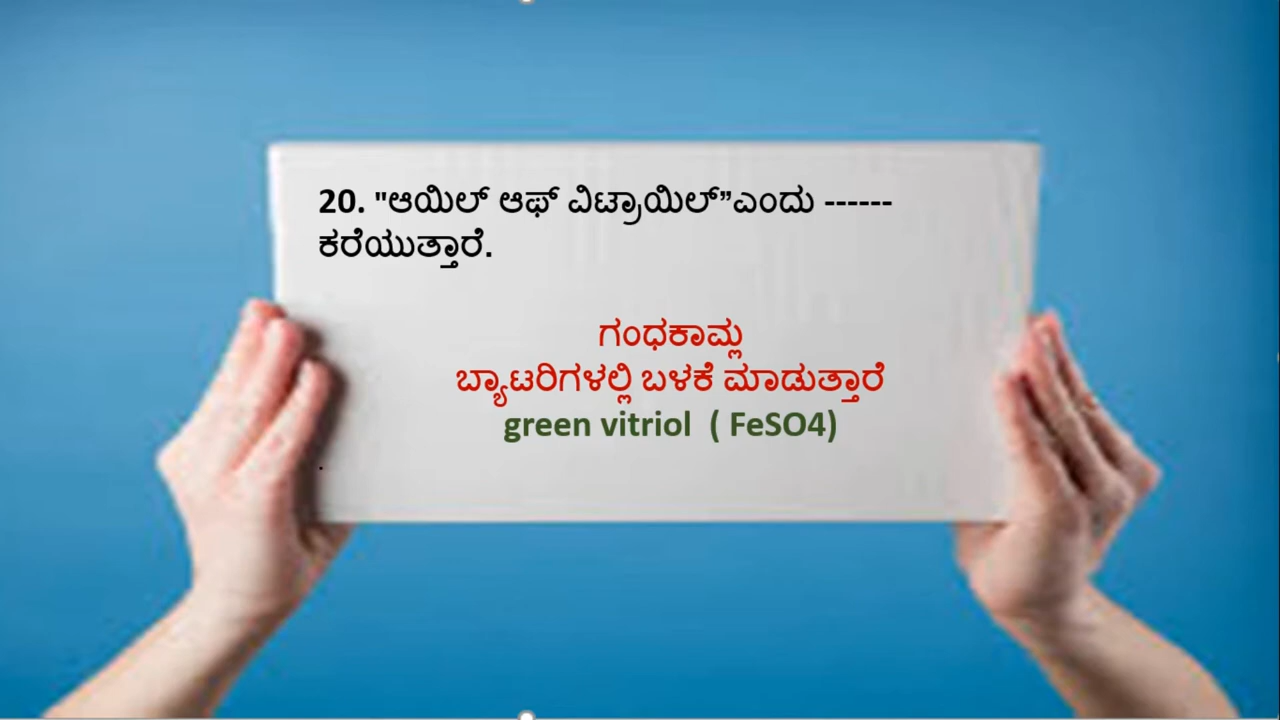 20. "ಆಯಿಲ್ ಆಫ್ ವಿಟ್ರಾಯಿಲ್”ಎಂದು ------
ಕರೆಯುತ್ತಾರೆ.
ಗಂಧಕಾಮ್ಲ
ಬ್ಯಾಟರಿಗಳಲ್ಲಿ ಬಳಕೆ ಮಾಡುತ್ತಾರೆ
green vitriol ( FeSO4)
.